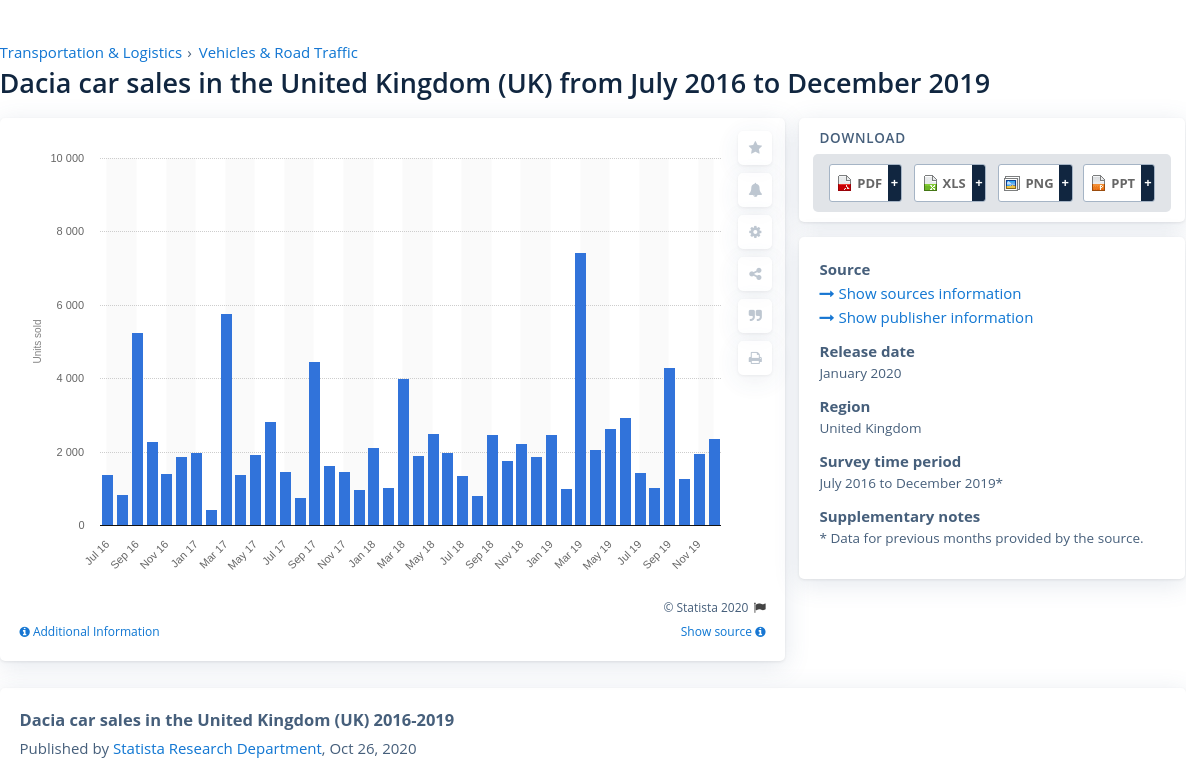 Transportation & Logistics › Vehicles & Road Traffic
Dacia car sales in the United Kingdom (UK) from July 2016 to December 2019
10 000
8 000
6 000
4 000
2 000
0
Units sold
Jul 16
Sep 16
Nov 16
Jan 17
Mar 17
May 17
Jul 17
Sep 17
Nov 17
Jan 18
Mar 18
May 18
Jul 18
Sep 18
Nov 18
Jan 19
Mar 19
May 19
Jul 19
Sep 19
Nov 19
© Statista 2020
Additional Information
Show source
DOWNLOAD
PDF +
XLS +
PNG +
PPT +
Source
Show sources information
Show publisher information
Release date
January 2020
Region
United Kingdom
Survey time period
July 2016 to December 2019*
Supplementary notes
* Data for previous months provided by the source.
Dacia car sales in the United Kingdom (UK) 2016-2019
Published by Statista Research Department, Oct 26, 2020